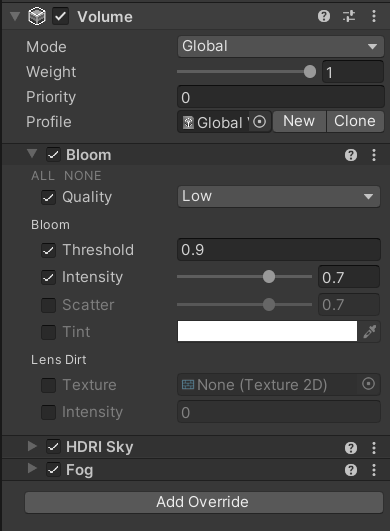 Volume
Mode Global
Weight 1
Priority 0
Profile Global New Clone
Bloom
ALL NONE
Quality Low
Bloom
Threshold 0.9
Intensity 0.7
Scatter 0.7
Tint
Lens Dirt
Texture None (Texture 2D)
Intensity 0
HDRI Sky
Fog
Add Override